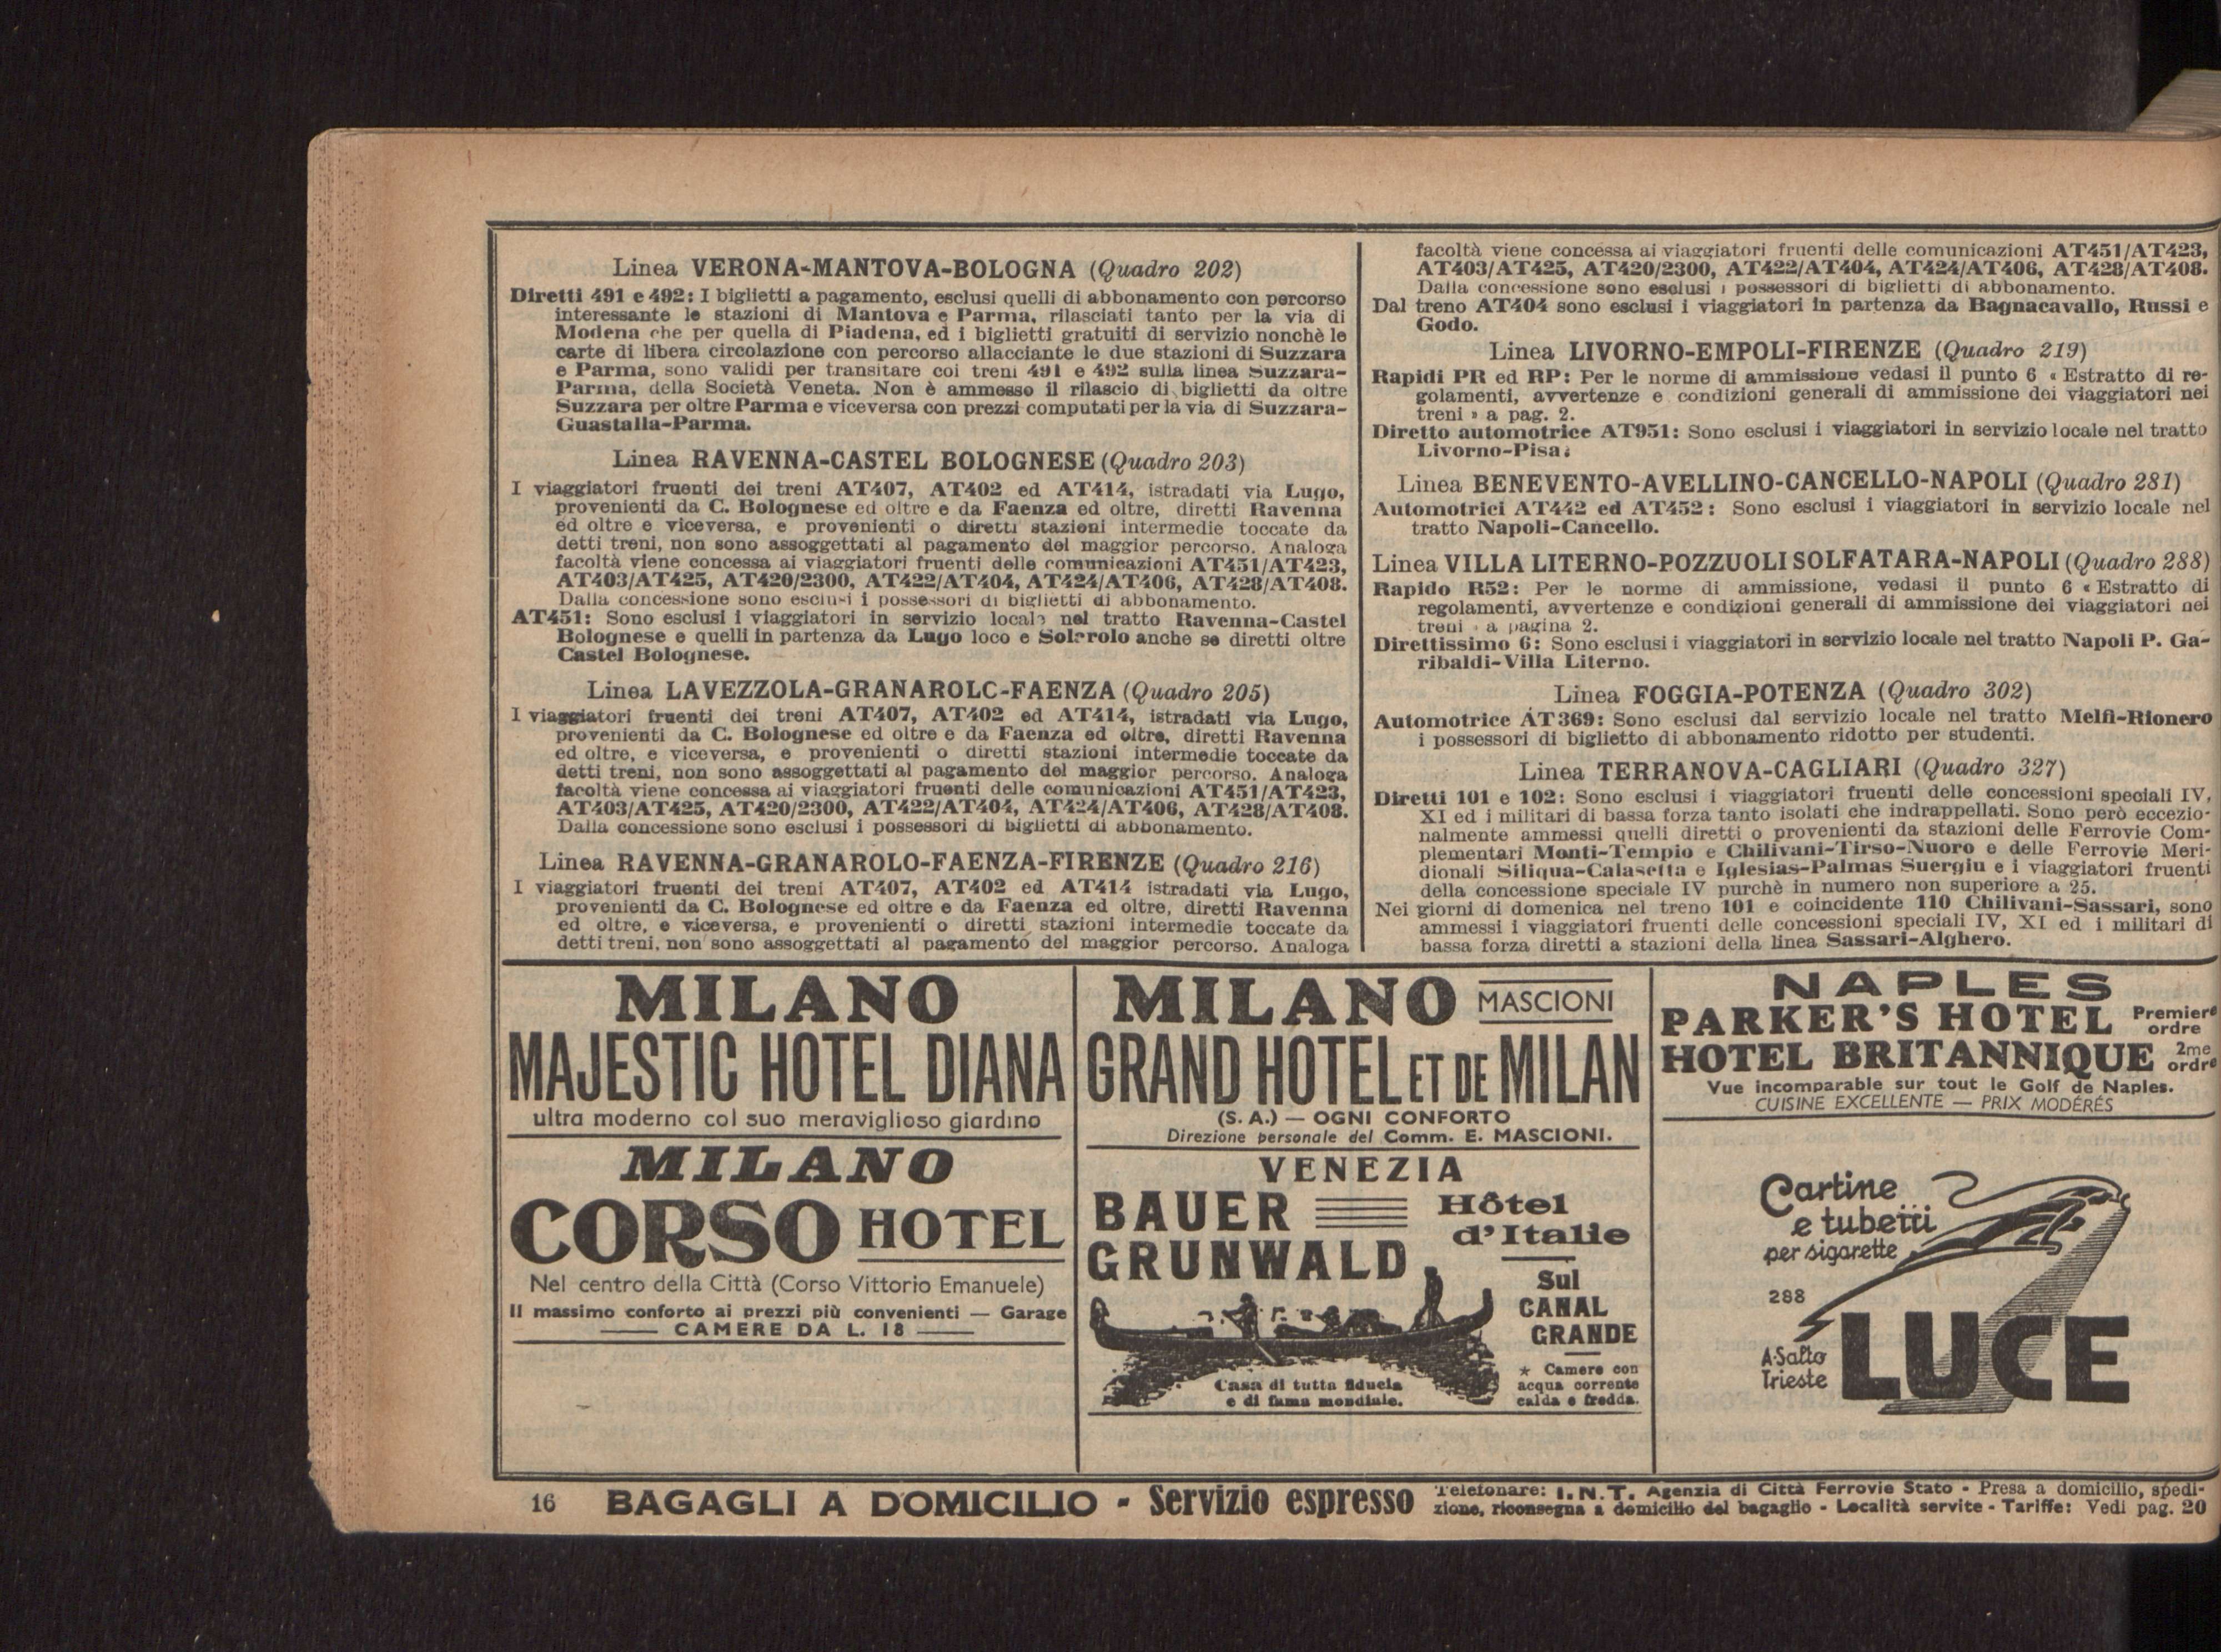 Linea VERONA-MANTOVA-BOLOGNA (Quadro 202)
Diretti 491 e 492: I biglietti a pagamento, esclusi quelli di abbonamento con percorso
interessante le stazioni di Mantova e Parma, rilasciati tanto per la via di
Modena che per quella di Piadena, ed i biglietti gratuiti di servizio nonchè le
carte di libera circolazione con percorso allacciante le due stazioni di Suzzara
e Parma, sono validi per transitare coi treni 491 e 492 sulla linea Suzzara-
Parma, della Società Veneta. Non è ammesso il rilascio di biglietti da oltre
Suzzara per oltre Parma e viceversa con prezzi computati per la via di Suzzara-
Guastalla-Parma.
Linea RAVENNA-CASTEL BOLOGNESE (Quadro 203)
I viaggiatori fruenti dei treni AT407, AT402 ed AT414, istradati via Lugo,
provenienti da C. Bolognese ed oltre e da Faenza ed oltre, diretti Ravenna
ed oltre e viceversa, e provenienti o diretti stazioni intermedie toccate da
detti treni, non sono assoggettati al pagamento del maggior percorso. Analoga
facoltà viene concessa ai viaggiatori fruenti delle comunicazioni AT451/AT423,
AT403/AT425, AT420/2300, AT422/AT404, AT424/AT406, AT428/AT408.
Dalla concessione sono esclusi i possessori di biglietti di abbonamento.
AT451: Sono esclusi i viaggiatori in servizio locale nel tratto Ravenna-Castel
Bolognese e quelli in partenza da Lugo loco e Solarolo anche se diretti oltre
Castel Bolognese.
Linea LAVEZZOLA-GRANAROLC-FAENZA (Quadro 205)
I viaggiatori fruenti dei treni AT407, AT402 ed AT414, istradati via Lugo,
provenienti da C. Bolognese ed oltre e da Faenza ed oltre, diretti Ravenna
ed oltre, e viceversa, e provenienti o diretti stazioni intermedie toccate da
detti treni, non sono assoggettati al pagamento del maggior percorso. Analoga
facoltà viene concessa ai viaggiatori fruenti delle comunicazioni AT451/AT423,
AT403/AT425, AT420/2300, AT422/AT404, AT424/AT406, AT428/AT408.
Dalla concessione sono esclusi i possessori di biglietti di abbonamento.
Linea RAVENNA-GRANAROLO-FAENZA-FIRENZE (Quadro 216)
I viaggiatori fruenti dei treni AT407, AT402 ed AT414 istradati via Lugo,
provenienti da C. Bolognese ed oltre e da Faenza ed oltre, diretti Ravenna
ed oltre, e viceversa, e provenienti o diretti stazioni intermedie toccate da
detti treni, non sono assoggettati al pagamento del maggior percorso. Analoga
facoltà viene concessa ai viaggiatori fruenti delle comunicazioni AT451/AT423,
AT403/AT425, AT420/2300, AT422/AT404, AT424/AT406, AT428/AT408.
Dalla concessione sono esclusi i possessori di biglietti di abbonamento.
Dal treno AT404 sono esclusi i viaggiatori in partenza da Bagnacavallo, Russi e
Godo.
Linea LIVORNO-EMPOLI-FIRENZE (Quadro 219)
Rapidi PR ed RP: Per le norme di ammissione vedasi il punto 6 « Estratto di re-
golamenti, avvertenze e condizioni generali di ammissione dei viaggiatori nei
treni » a pag. 2.
Diretto automotrice AT951: Sono esclusi i viaggiatori in servizio locale nel tratto
Livorno-Pisa.
Linea BENEVENTO-AVELLINO-CANCELLO-NAPOLI (Quadro 281)
Automotrici AT442 ed AT452: Sono esclusi i viaggiatori in servizio locale nel
tratto Napoli-Cancello.
Linea VILLA LITERNO-POZZUOLI SOLFATARA-NAPOLI (Quadro 288)
Rapido R52: Per le norme di ammissione, vedasi il punto 6 « Estratto di
regolamenti, avvertenze e condizioni generali di ammissione dei viaggiatori nei
treni » a pagina 2.
Direttissimo 6: Sono esclusi i viaggiatori in servizio locale nel tratto Napoli P. Ga-
ribaldi-Villa Literno.
Linea FOGGIA-POTENZA (Quadro 302)
Automotrice AT369: Sono esclusi dal servizio locale nel tratto Melfi-Rionero
i possessori di biglietto di abbonamento ridotto per studenti.
Linea TERRANOVA-CAGLIARI (Quadro 327)
Diretti 101 e 102: Sono esclusi i viaggiatori fruenti delle concessioni speciali IV,
XI ed i militari di bassa forza tanto isolati che indrappellati. Sono però eccezio-
nalmente ammessi quelli diretti o provenienti da stazioni delle Ferrovie Com-
plementari Monti-Tempio e Chilivani-Tirso-Nuoro e delle Ferrovie Meri-
dionali Siliqua-Calasetta e Iglesias-Palmas Suergiu e i viaggiatori fruenti
della concessione speciale IV purchè in numero non superiore a 25.
Nei giorni di domenica nel treno 101 e coincidente 110 Chilivani-Sassari, sono
ammessi i viaggiatori fruenti delle concessioni speciali IV, XI ed i militari di
bassa forza diretti a stazioni della linea Sassari-Alghero.
MILANO
MAJESTIC HOTEL DIANA
ultra moderno col suo meraviglioso giardino
MILANO
CORSO HOTEL
Nel centro della Città (Corso Vittorio Emanuele)
Il massimo conforto ai prezzi più convenienti — Garage
CAMERE DA L. 18
MILANO MASCIONI
GRAND HOTEL ET DE MILAN
(S. A.) — OGNI CONFORTO
Direzione personale del Comm. E. MASCIONI.
VENEZIA
BAUER
GRUNWALD
Hôtel
d'Italie
Sul
CANAL
GRANDE
Casa di tutta fiducia
e di fama mondiale.
* Camere con
acqua corrente
calda e fredda.
NAPLES
PARKER'S HOTEL Premiere ordre
HOTEL BRITANNIQUE 2me ordre
Vue incomparable sur tout le Golf de Naples.
CUISINE EXCELLENTE — PRIX MODÉRÉS
Cartine
e tubetti
per sigarette
288
LUCE
A. Salto
Trieste
16 BAGAGLI A DOMICILIO - Servizio espresso
Telefonare: I.N.T. Agenzia di Città Ferrovie Stato - Presa a domicilio, spedi-
zione, riconsegna a domicilio del bagaglio - Località servite - Tariffe: Vedi pag. 20